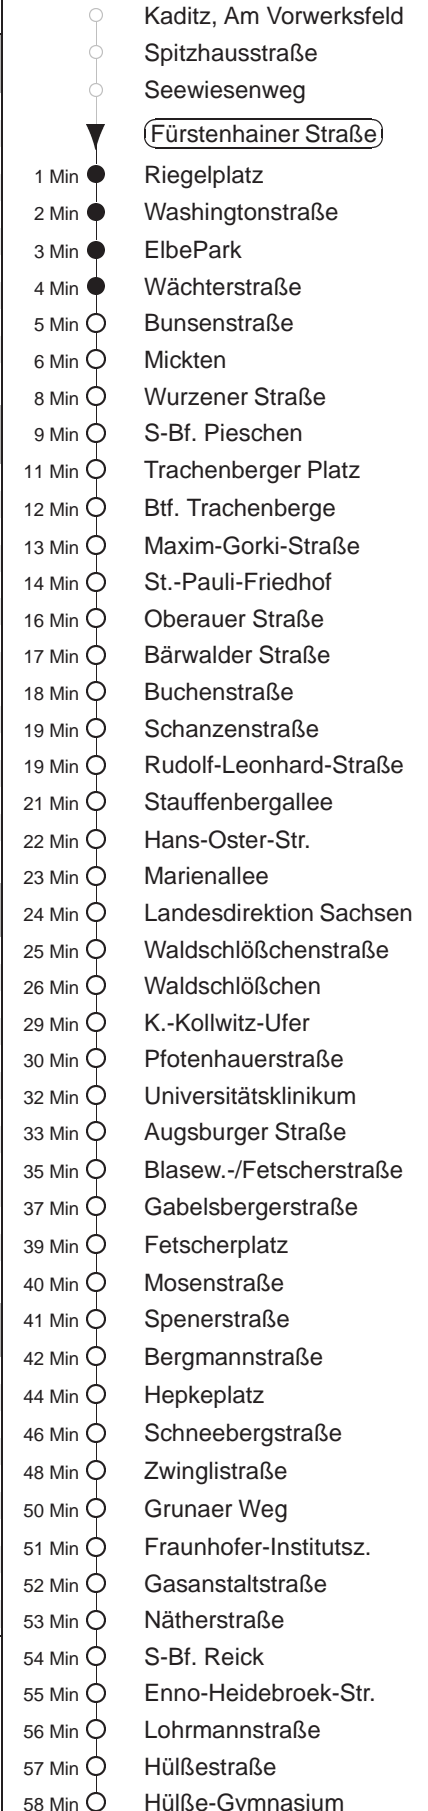 Kaditz, Am Vorwerksfeld
Spitzhausstraße
Seewiesenweg
Fürstenhainer Straße
1 Min Riegelplatz
2 Min Washingtonstraße
3 Min ElbePark
4 Min Wächterstraße
5 Min Bunsenstraße
6 Min Mickten
8 Min Wurzener Straße
9 Min S-Bf. Pieschen
11 Min Trachenberger Platz
12 Min Btf. Trachenberge
13 Min Maxim-Gorki-Straße
14 Min St.-Pauli-Friedhof
16 Min Oberauer Straße
17 Min Bärwalder Straße
18 Min Buchenstraße
19 Min Schanzenstraße
19 Min Rudolf-Leonhard-Straße
21 Min Stauffenbergallee
22 Min Hans-Oster-Str.
23 Min Marienallee
24 Min Landesdirektion Sachsen
25 Min Waldschlößchenstraße
26 Min Waldschlößchen
29 Min K.-Kollwitz-Ufer
30 Min Pfotenhauerstraße
32 Min Universitätsklinikum
33 Min Augsburger Straße
35 Min Blasew.-/Fetscherstraße
37 Min Gabelsbergerstraße
39 Min Fetscherplatz
40 Min Mosenstraße
41 Min Spenerstraße
42 Min Bergmannstraße
44 Min Hepkeplatz
46 Min Schneebergstraße
48 Min Zwinglistraße
50 Min Grunaer Weg
51 Min Fraunhofer-Institutsz.
52 Min Gasanstaltstraße
53 Min Nätherstraße
54 Min S-Bf. Reick
55 Min Enno-Heidebroek-Str.
56 Min Lohrmannstraße
57 Min Hülßestraße
58 Min Hülße-Gymnasium